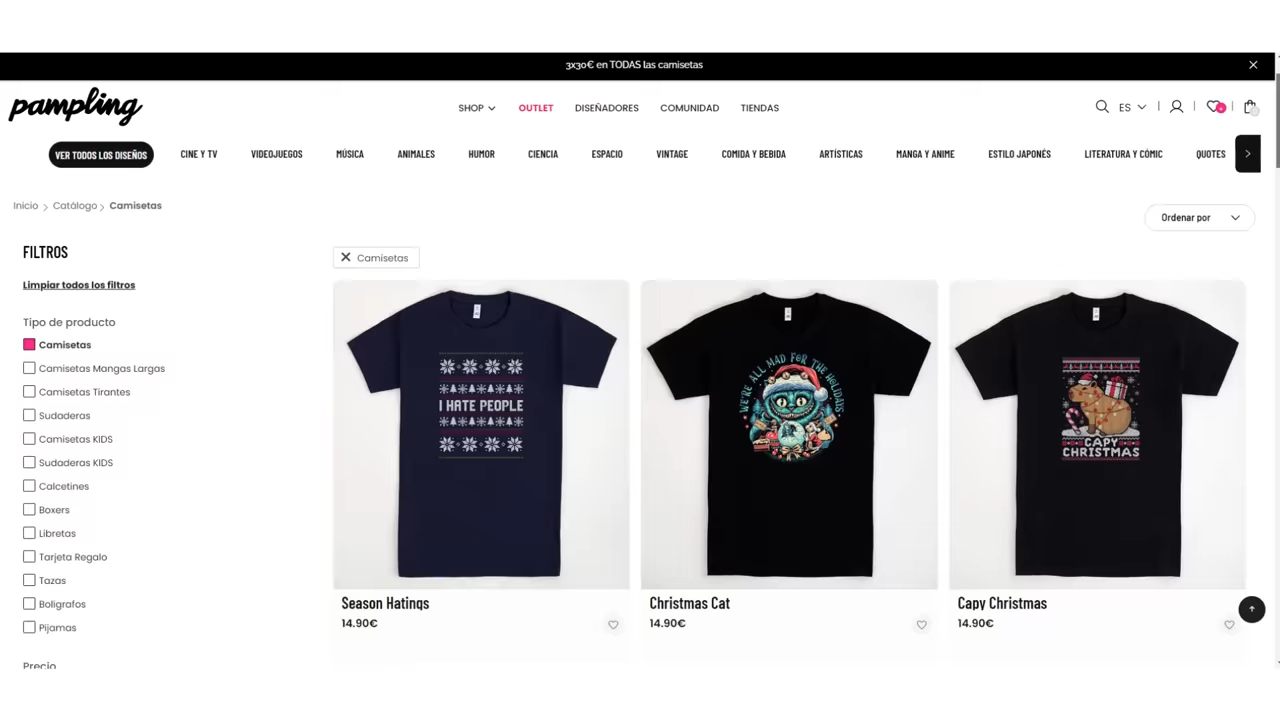 3x30€ en TODAS las camisetas
pampling
SHOP
OUTLET
DISEÑADORES
COMUNIDAD
TIENDAS
ES
VER TODOS LOS DISEÑOS
CINE Y TV
VIDEOJUEGOS
MÚSICA
ANIMALES
HUMOR
CIENCIA
ESPACIO
VINTAGE
COMIDA Y BEBIDA
ARTÍSTICAS
MANGA Y ANIME
ESTILO JAPONÉS
LITERATURA Y CÓMIC
QUOTES
Inicio > Catálogo > Camisetas
Ordenar por
FILTROS
Limpiar todos los filtros
Tipo de producto
Camisetas
Camisetas Mangas Largas
Camisetas Tirantes
Sudaderas
Camisetas KIDS
Sudaderas KIDS
Calcetines
Boxers
Libretas
Tarjeta Regalo
Tazas
Boligrafos
Pijamas
Precio
Camisetas
I HATE PEOPLE
Season Hatings
14.90€
WE'RE ALL MAD FOR THE HOLIDAYS
Christmas Cat
14.90€
CAPY
CHRISTMAS
Capy Christmas
14.90€